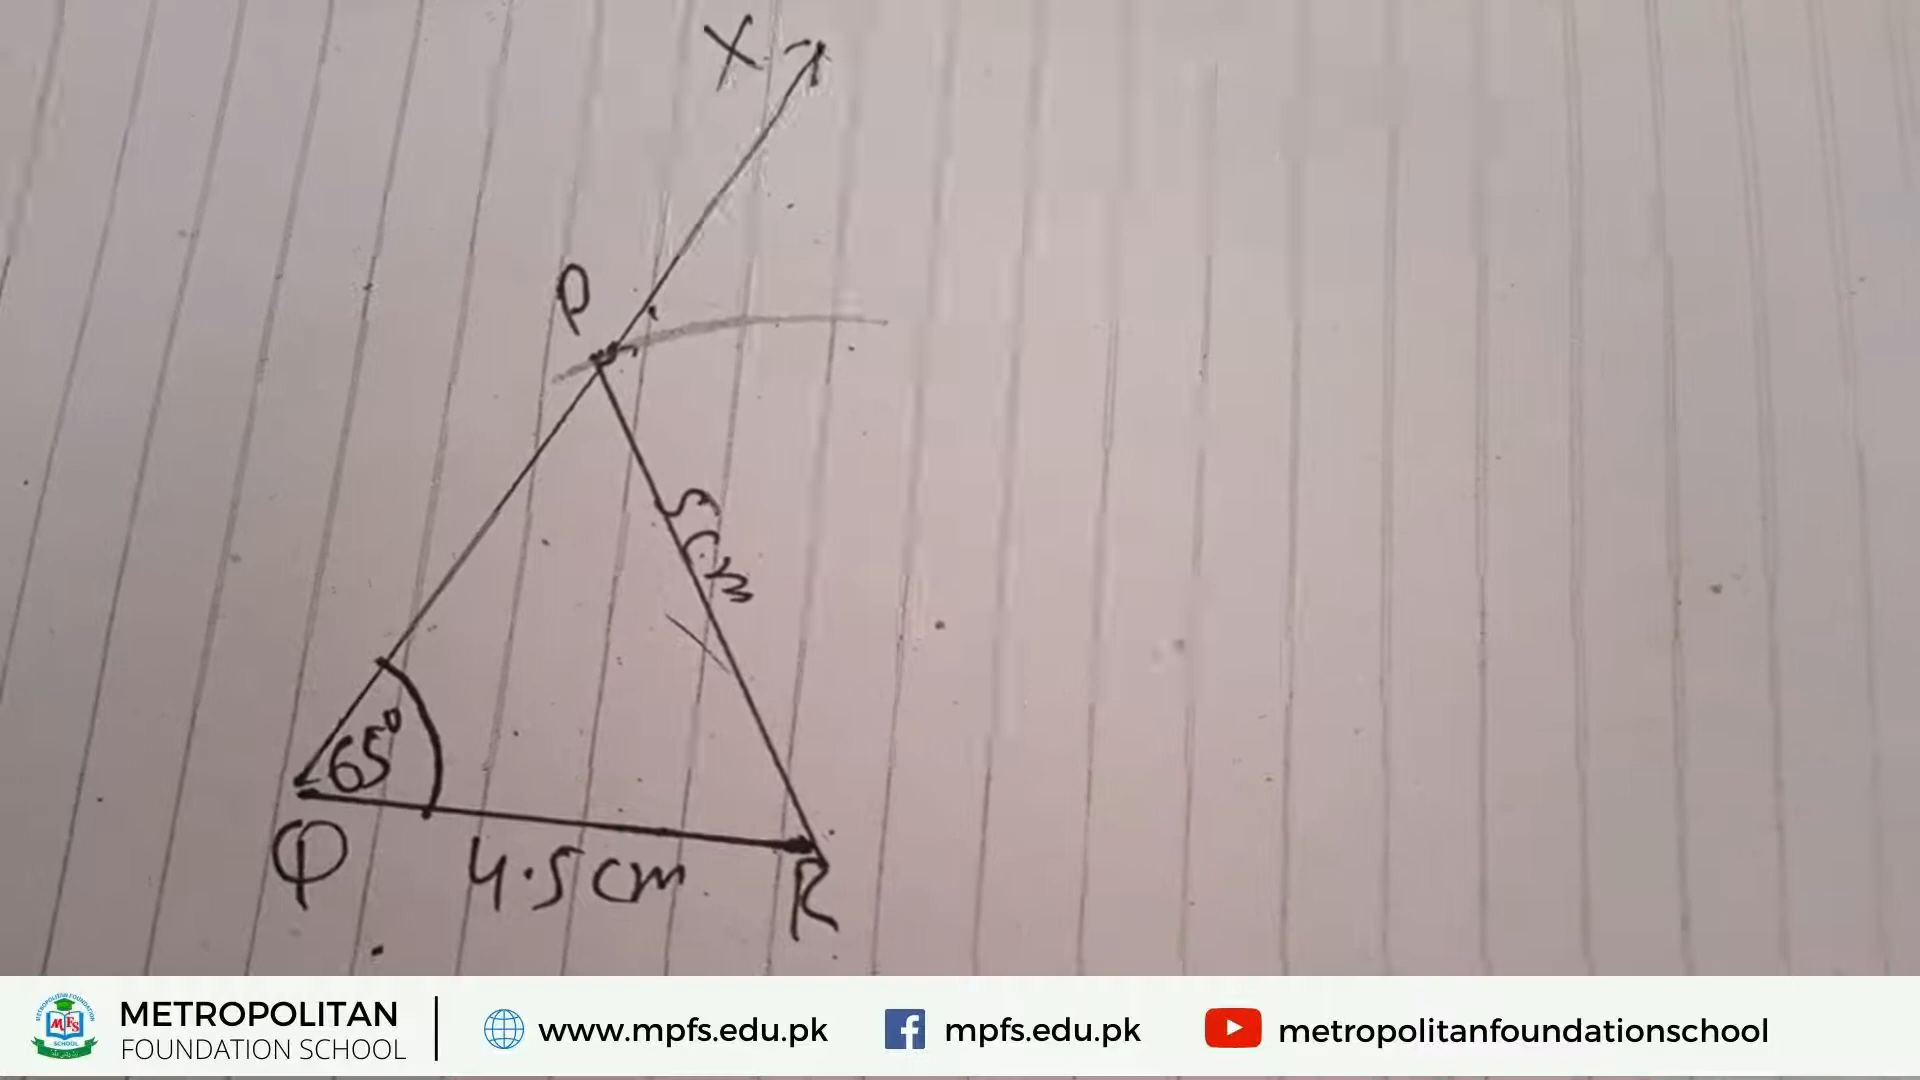 X
P
5cm
65°
Q
4.5cm
R
METROPOLITAN
FOUNDATION SCHOOL
www.mpfs.edu.pk
mpfs.edu.pk
metropolitanfoundationschool